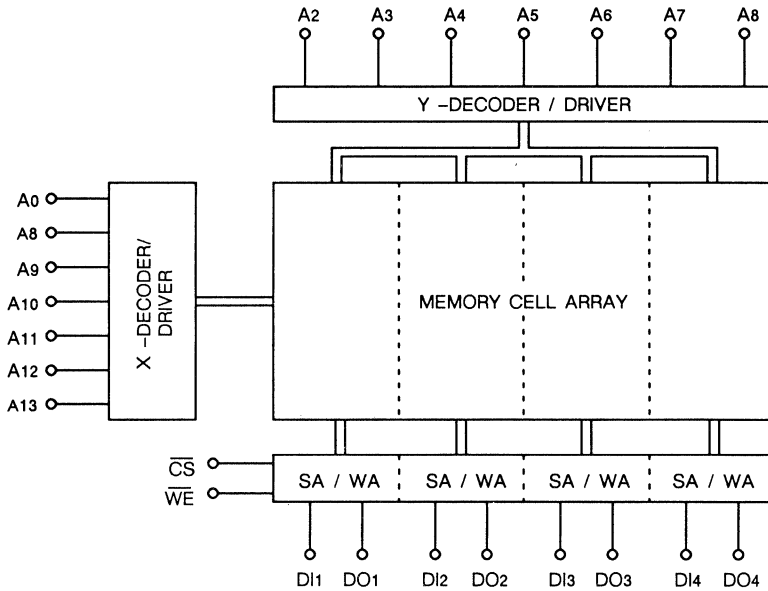 A2 A3 A4 A5 A6 A7 A8
Y -DECODER / DRIVER
A0
A8
A9
A10
A11
A12
A13
X -DECODER/
DRIVER
MEMORY CELL ARRAY
CS
WE
SA / WA SA / WA SA / WA SA / WA
DI1 DO1 DI2 DO2 DI3 DO3 DI4 DO4